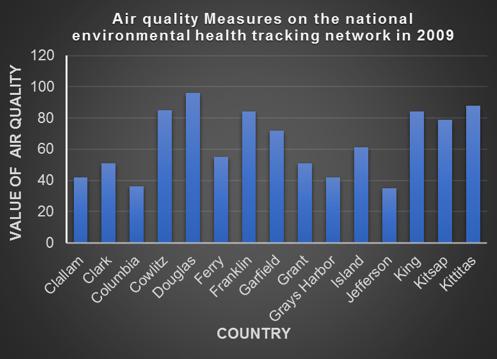 Air quality Measures on the national
environmental health tracking network in 2009
VALUE OF AIR QUALITY
120
100
80
60
40
20
0
Clallam
Clark
Columbia
Cowlitz
Douglas
Ferry
Franklin
Garfield
Grant
Grays Harbor
Island
Jefferson
King
Kitsap
Kittitas
COUNTRY